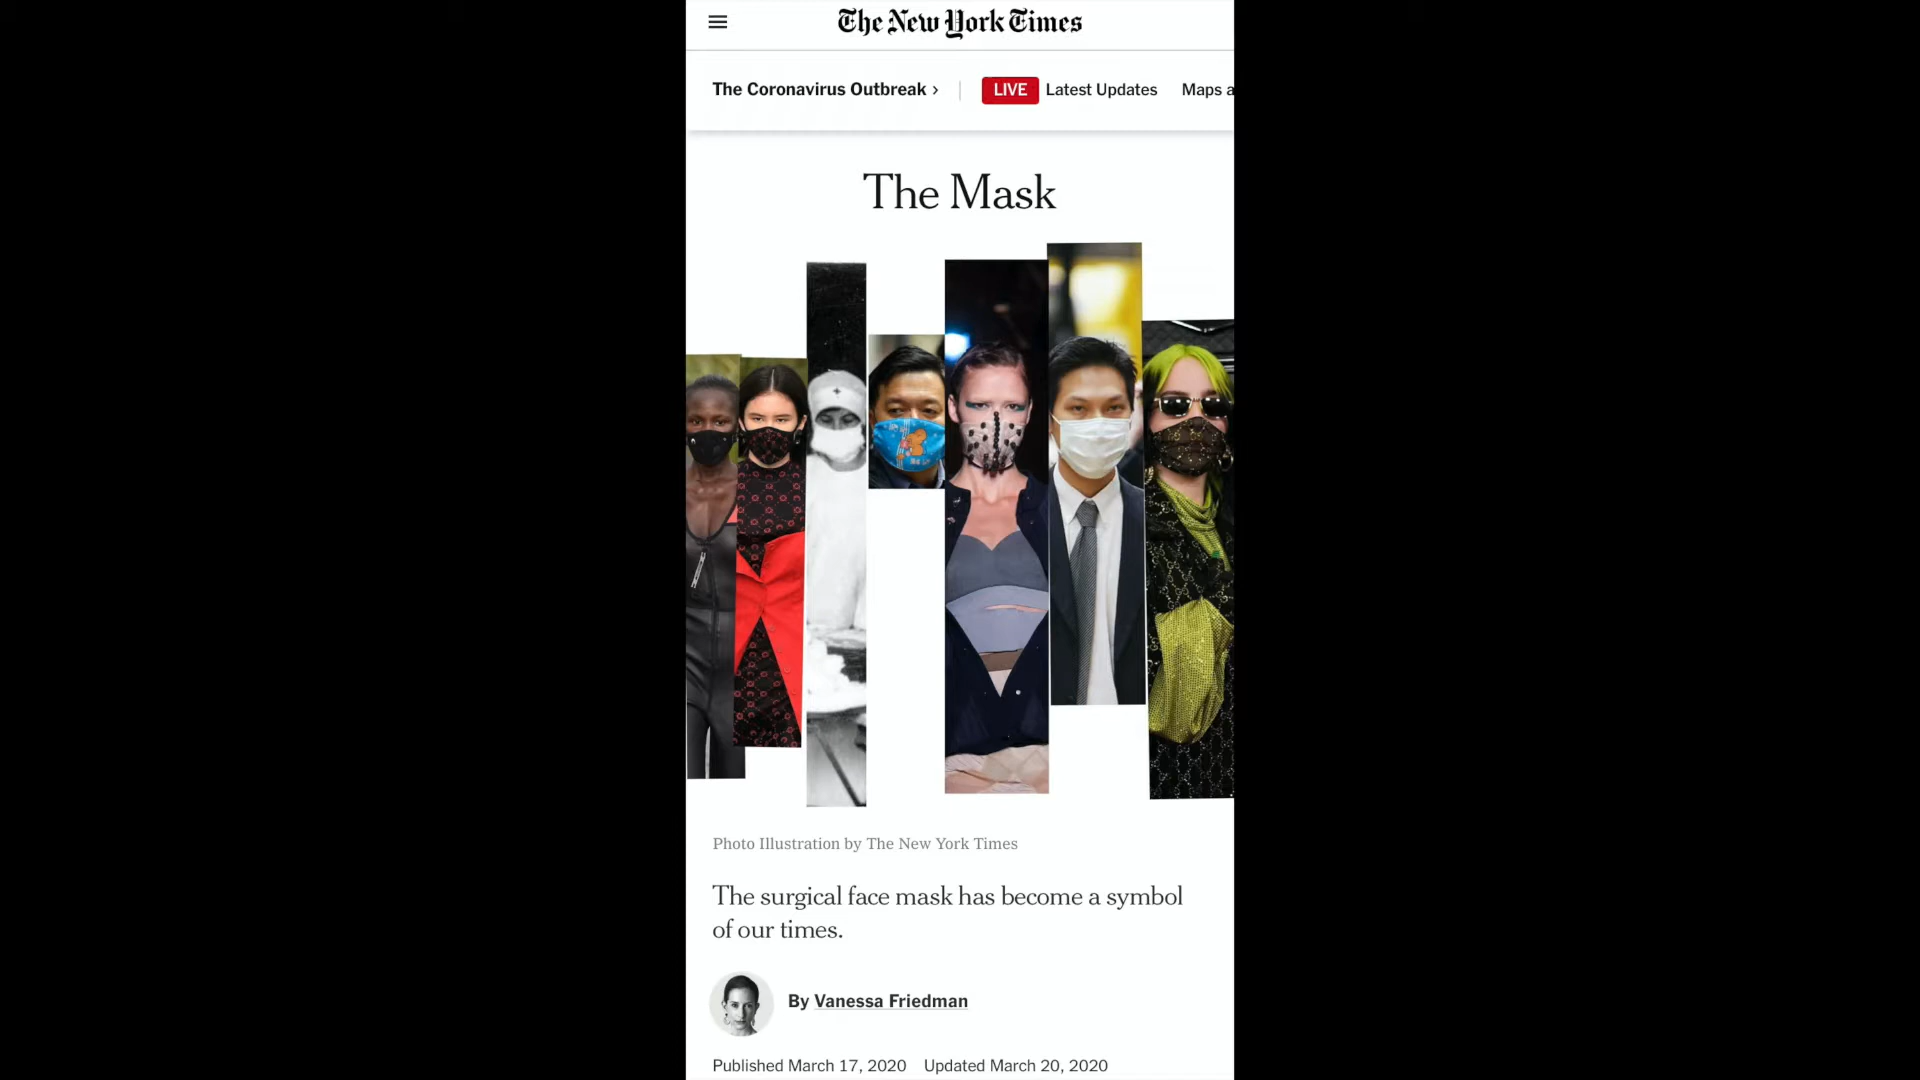 The New York Times
The Coronavirus Outbreak › LIVE Latest Updates Maps a
The Mask
Photo Illustration by The New York Times
The surgical face mask has become a symbol
of our times.
By Vanessa Friedman
Published March 17, 2020 Updated March 20, 2020